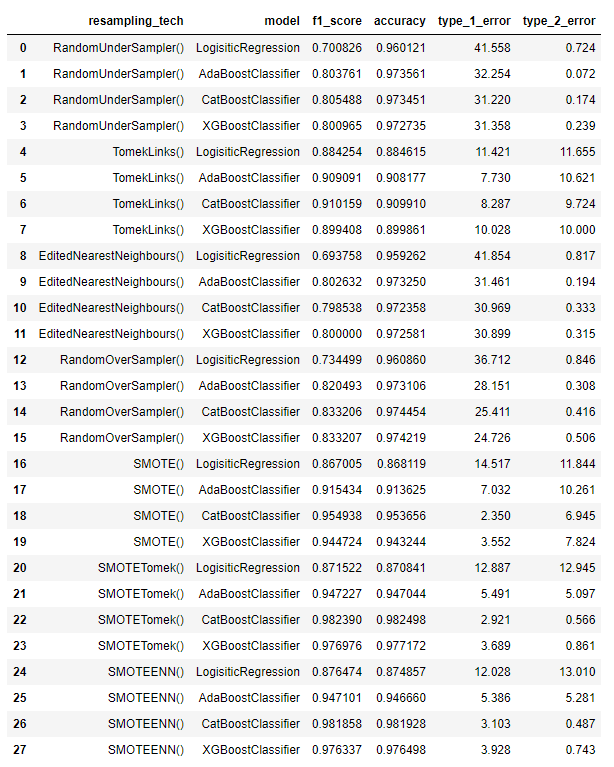 resampling_tech model f1_score accuracy type_1_error type_2_error
0 RandomUnderSampler() LogisiticRegression 0.700826 0.960121 41.558 0.724
1 RandomUnderSampler() AdaBoostClassifier 0.803761 0.973561 32.254 0.072
2 RandomUnderSampler() CatBoostClassifier 0.805488 0.973451 31.220 0.174
3 RandomUnderSampler() XGBoostClassifier 0.800965 0.972735 31.358 0.239
4 TomekLinks() LogisiticRegression 0.884254 0.884615 11.421 11.655
5 TomekLinks() AdaBoostClassifier 0.909091 0.908177 7.730 10.621
6 TomekLinks() CatBoostClassifier 0.910159 0.909910 8.287 9.724
7 TomekLinks() XGBoostClassifier 0.899408 0.899861 10.028 10.000
8 EditedNearestNeighbours() LogisiticRegression 0.693758 0.959262 41.854 0.817
9 EditedNearestNeighbours() AdaBoostClassifier 0.802632 0.973250 31.461 0.194
10 EditedNearestNeighbours() CatBoostClassifier 0.798538 0.972358 30.969 0.333
11 EditedNearestNeighbours() XGBoostClassifier 0.800000 0.972581 30.899 0.315
12 RandomOverSampler() LogisiticRegression 0.734499 0.960860 36.712 0.846
13 RandomOverSampler() AdaBoostClassifier 0.820493 0.973106 28.151 0.308
14 RandomOverSampler() CatBoostClassifier 0.833206 0.974454 25.411 0.416
15 RandomOverSampler() XGBoostClassifier 0.833207 0.974219 24.726 0.506
16 SMOTE() LogisiticRegression 0.867005 0.868119 14.517 11.844
17 SMOTE() AdaBoostClassifier 0.915434 0.913625 7.032 10.261
18 SMOTE() CatBoostClassifier 0.954938 0.953656 2.350 6.945
19 SMOTE() XGBoostClassifier 0.944724 0.943244 3.552 7.824
20 SMOTETomek() LogisiticRegression 0.871522 0.870841 12.887 12.945
21 SMOTETomek() AdaBoostClassifier 0.947227 0.947044 5.491 5.097
22 SMOTETomek() CatBoostClassifier 0.982390 0.982498 2.921 0.566
23 SMOTETomek() XGBoostClassifier 0.976976 0.977172 3.689 0.861
24 SMOTEENN() LogisiticRegression 0.876474 0.874857 12.028 13.010
25 SMOTEENN() AdaBoostClassifier 0.947101 0.946660 5.386 5.281
26 SMOTEENN() CatBoostClassifier 0.981858 0.981928 3.103 0.487
27 SMOTEENN() XGBoostClassifier 0.976337 0.976498 3.928 0.743